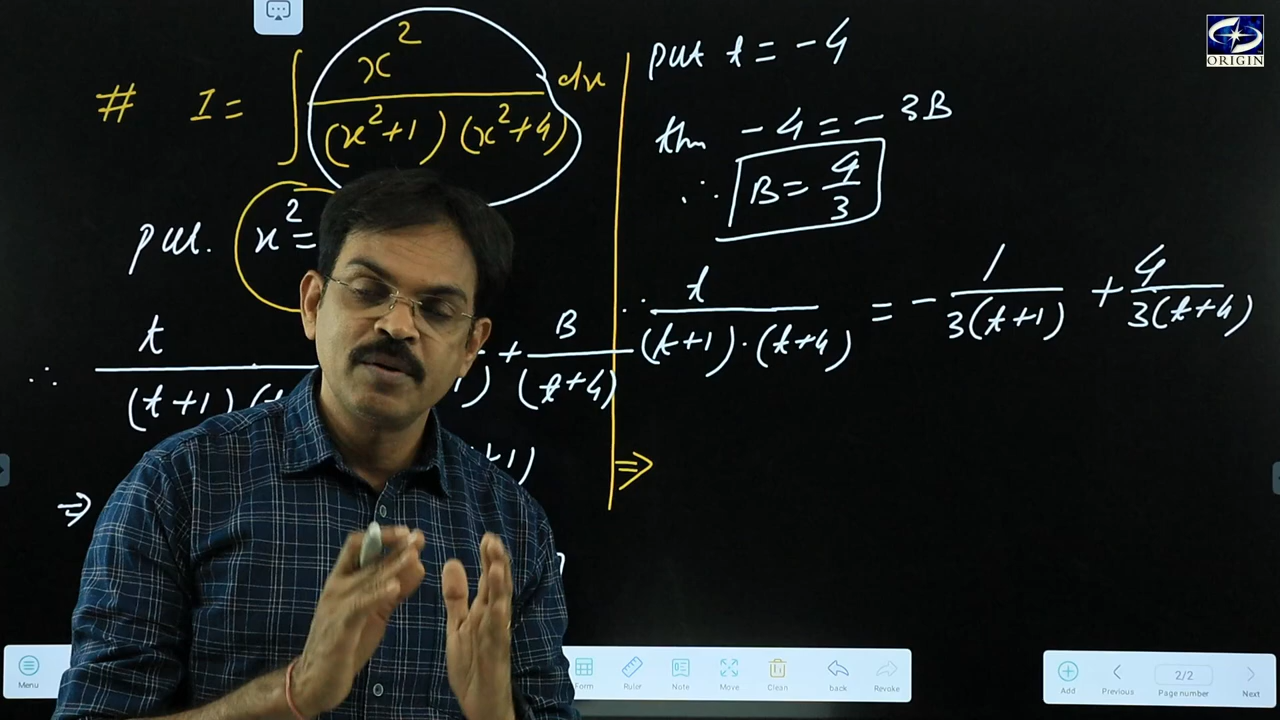 # I = ∫ x² / (x²+1) (x²+4) dx
put x² =
∴ t / (t+1) ( + B / (t+4)
⇒ +1)
put t = -4
then -4 = -3B
∴ B = 4/3
∴ t / (t+1)·(t+4) = - 1 / 3(t+1) + 4 / 3(t+4)
⇒
ORIGIN
Menu
Form
Ruler
Note
Move
Clean
back
Revoke
Add
Previous
2/2
Page number
Next